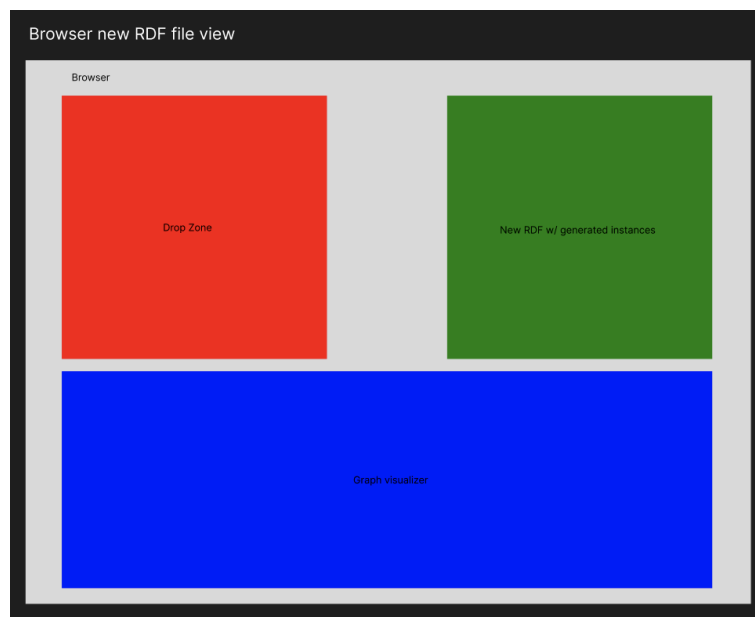 Browser new RDF file view
Browser
Drop Zone
New RDF w/ generated instances
Graph visualizer